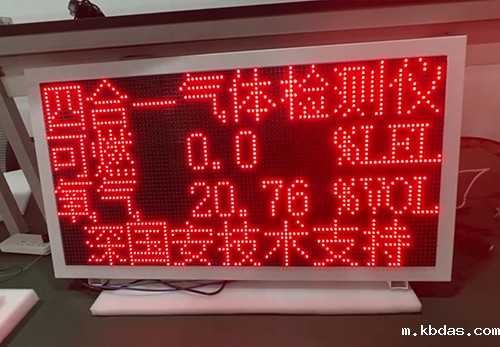 四合一气体检测仪
可燃 0.0 %LEL
氧气 20.76 %VOL
深国安技术支持
m.kbdas.com